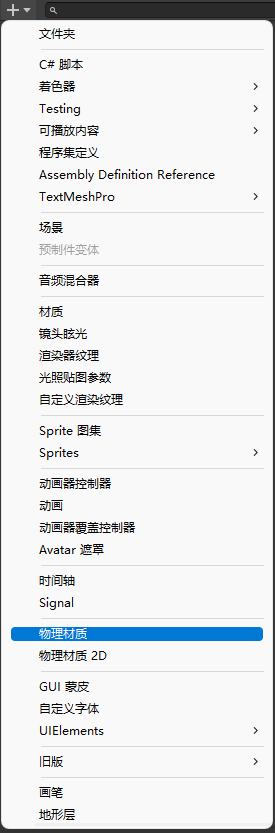 文件夹
C# 脚本
着色器
Testing
可播放内容
程序集定义
Assembly Definition Reference
TextMeshPro
场景
预制件变体
音频混合器
材质
镜头眩光
渲染器纹理
光照贴图参数
自定义渲染纹理
Sprite 图集
Sprites
动画器控制器
动画
动画器覆盖控制器
Avatar 遮罩
时间轴
Signal
物理材质
物理材质 2D
GUI 蒙皮
自定义字体
UIElements
旧版
画笔
地形层